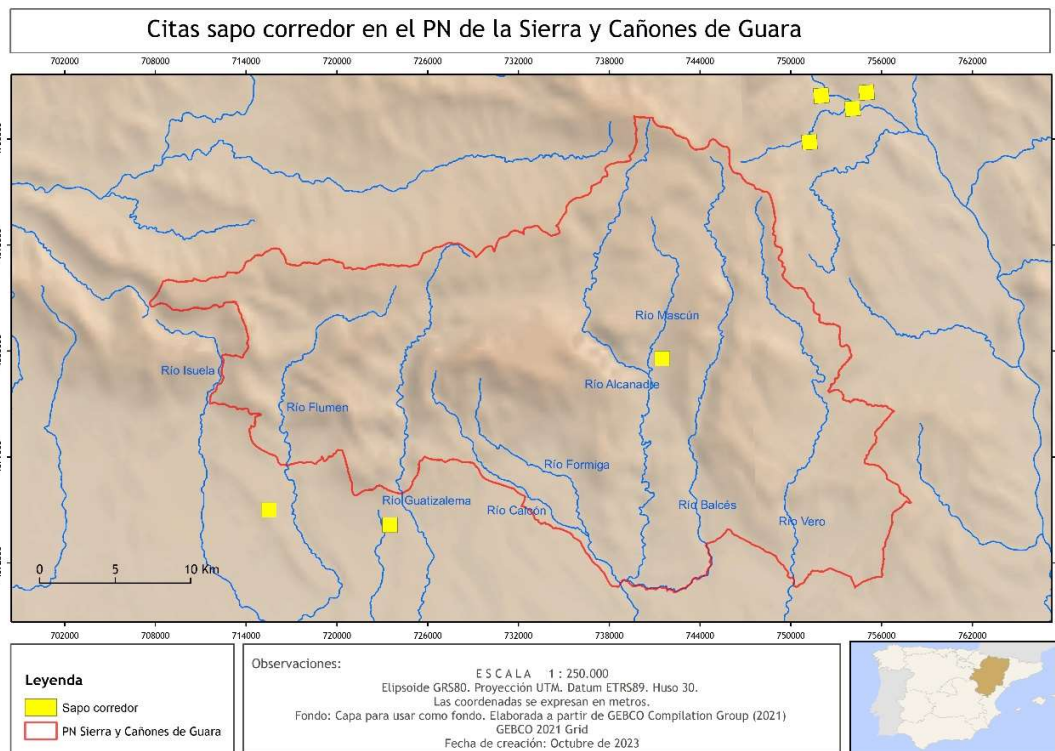 Citas sapo corredor en el PN de la Sierra y Cañones de Guara
702000 708000 714000 720000 726000 732000 738000 744000 750000 756000 762000
Río Mascún
Río Isuela
Río Alcanadre
Río Flumen
Río Formiga
Río Guatizalema
Río Calcón
Río Balcés
Río Vero
0 5 10 Km
702000 708000 714000 720000 726000 732000 738000 744000 750000 756000 762000
Leyenda
Sapo corredor
PN Sierra y Cañones de Guara
Observaciones:
ESCALA 1 : 250.000
Elipsoide GRS80. Proyección UTM. Datum ETRS89. Huso 30.
Las coordenadas se expresan en metros.
Fondo: Capa para usar como fondo. Elaborada a partir de GEBCO Compilation Group (2021)
GEBCO 2021 Grid
Fecha de creación: Octubre de 2023